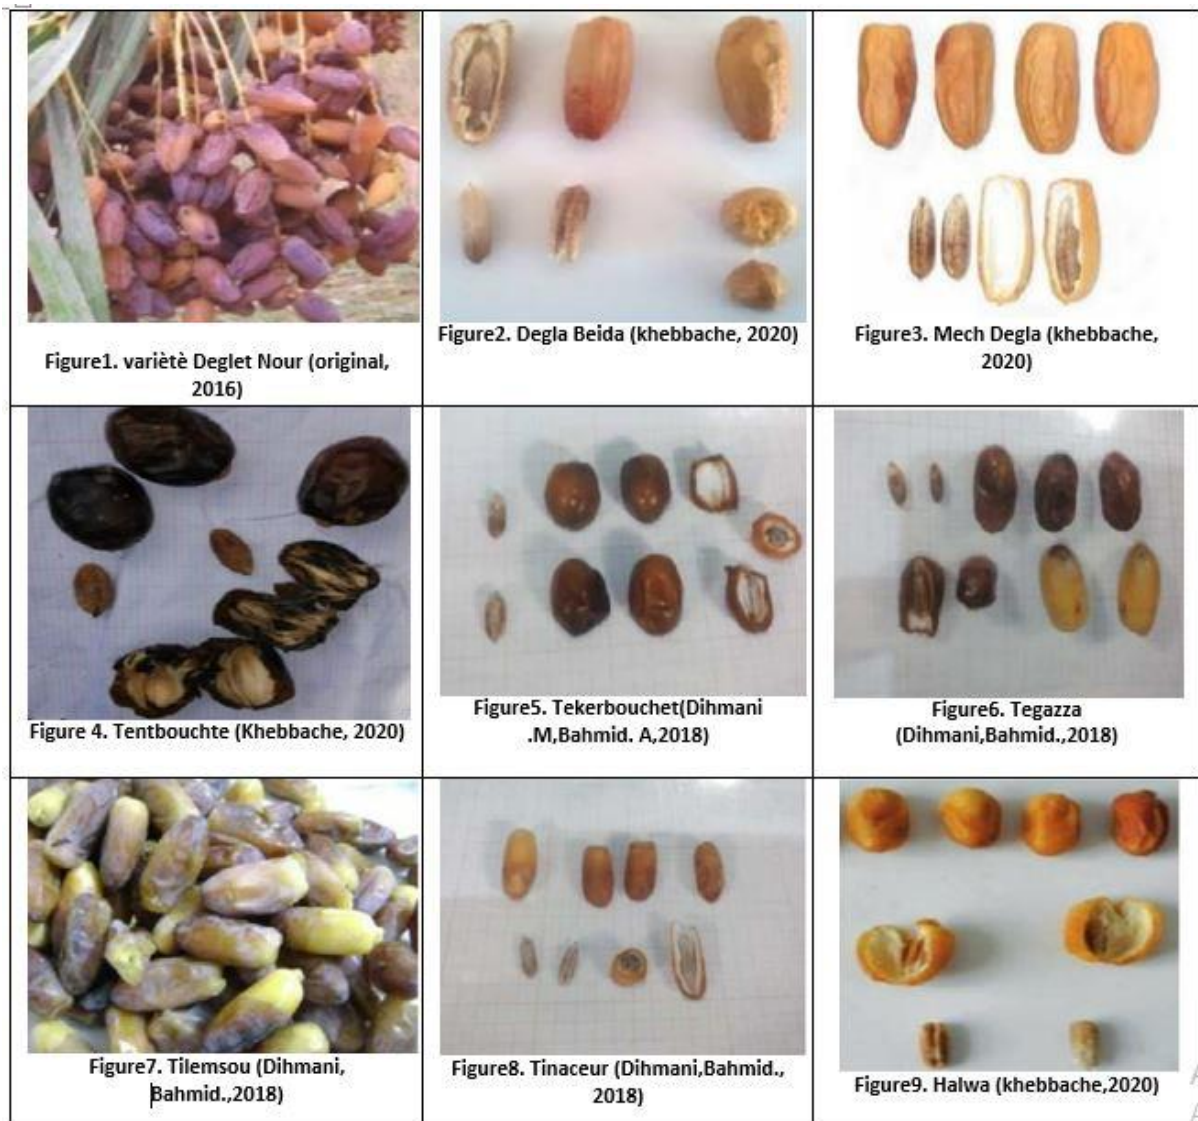 Figure1. variètè Deglet Nour (original,
2016)
Figure2. Degla Beida (khebbache, 2020)
Figure3. Mech Degla (khebbache,
2020)
Figure 4. Tentbouchte (Khebbache, 2020)
Figure5. Tekerbouchet(Dihmani
.M,Bahmid. A,2018)
Figure6. Tegazza
(Dihmani,Bahmid.,2018)
Figure7. Tilemsou (Dihmani,
Bahmid.,2018)
Figure8. Tinaceur (Dihmani,Bahmid.,
2018)
Figure9. Halwa (khebbache,2020)